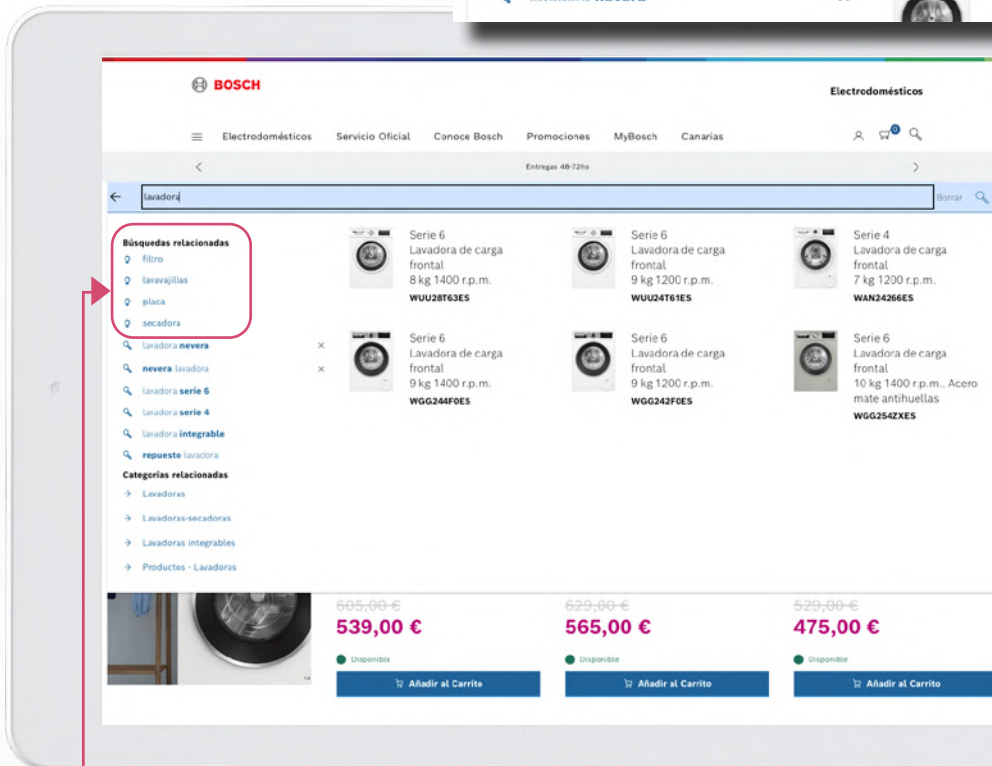 BOSCH
Electrodomésticos
Electrodomésticos Servicio Oficial Conoce Bosch Promociones MyBosch Canarias
0
Entregas 48-72hs
lavadora
Borrar
Búsquedas relacionadas
filtro
lavavajillas
placa
secadora
lavadora nevera
nevera lavadora
lavadora serie 6
lavadora serie 4
lavadora integrable
repuesto lavadora
Categorías relacionadas
Lavadoras
Lavadoras-secadoras
Lavadoras integrables
Productos - Lavadoras
Serie 6
Lavadora de carga
frontal
8 kg 1400 r.p.m.
WUU28T63ES
Serie 6
Lavadora de carga
frontal
9 kg 1200 r.p.m.
WUU24T61ES
Serie 4
Lavadora de carga
frontal
7 kg 1200 r.p.m.
WAN24266ES
Serie 6
Lavadora de carga
frontal
9 kg 1400 r.p.m.
WGG244F0ES
Serie 6
Lavadora de carga
frontal
9 kg 1200 r.p.m.
WGG242F0ES
Serie 6
Lavadora de carga
frontal
10 kg 1400 r.p.m., Acero
mate antihuellas
WGG254ZXES
605,00 € 629,00 € 529,00 €
539,00 € 565,00 € 475,00 €
Disponible Disponible Disponible
Añadir al Carrito Añadir al Carrito Añadir al Carrito